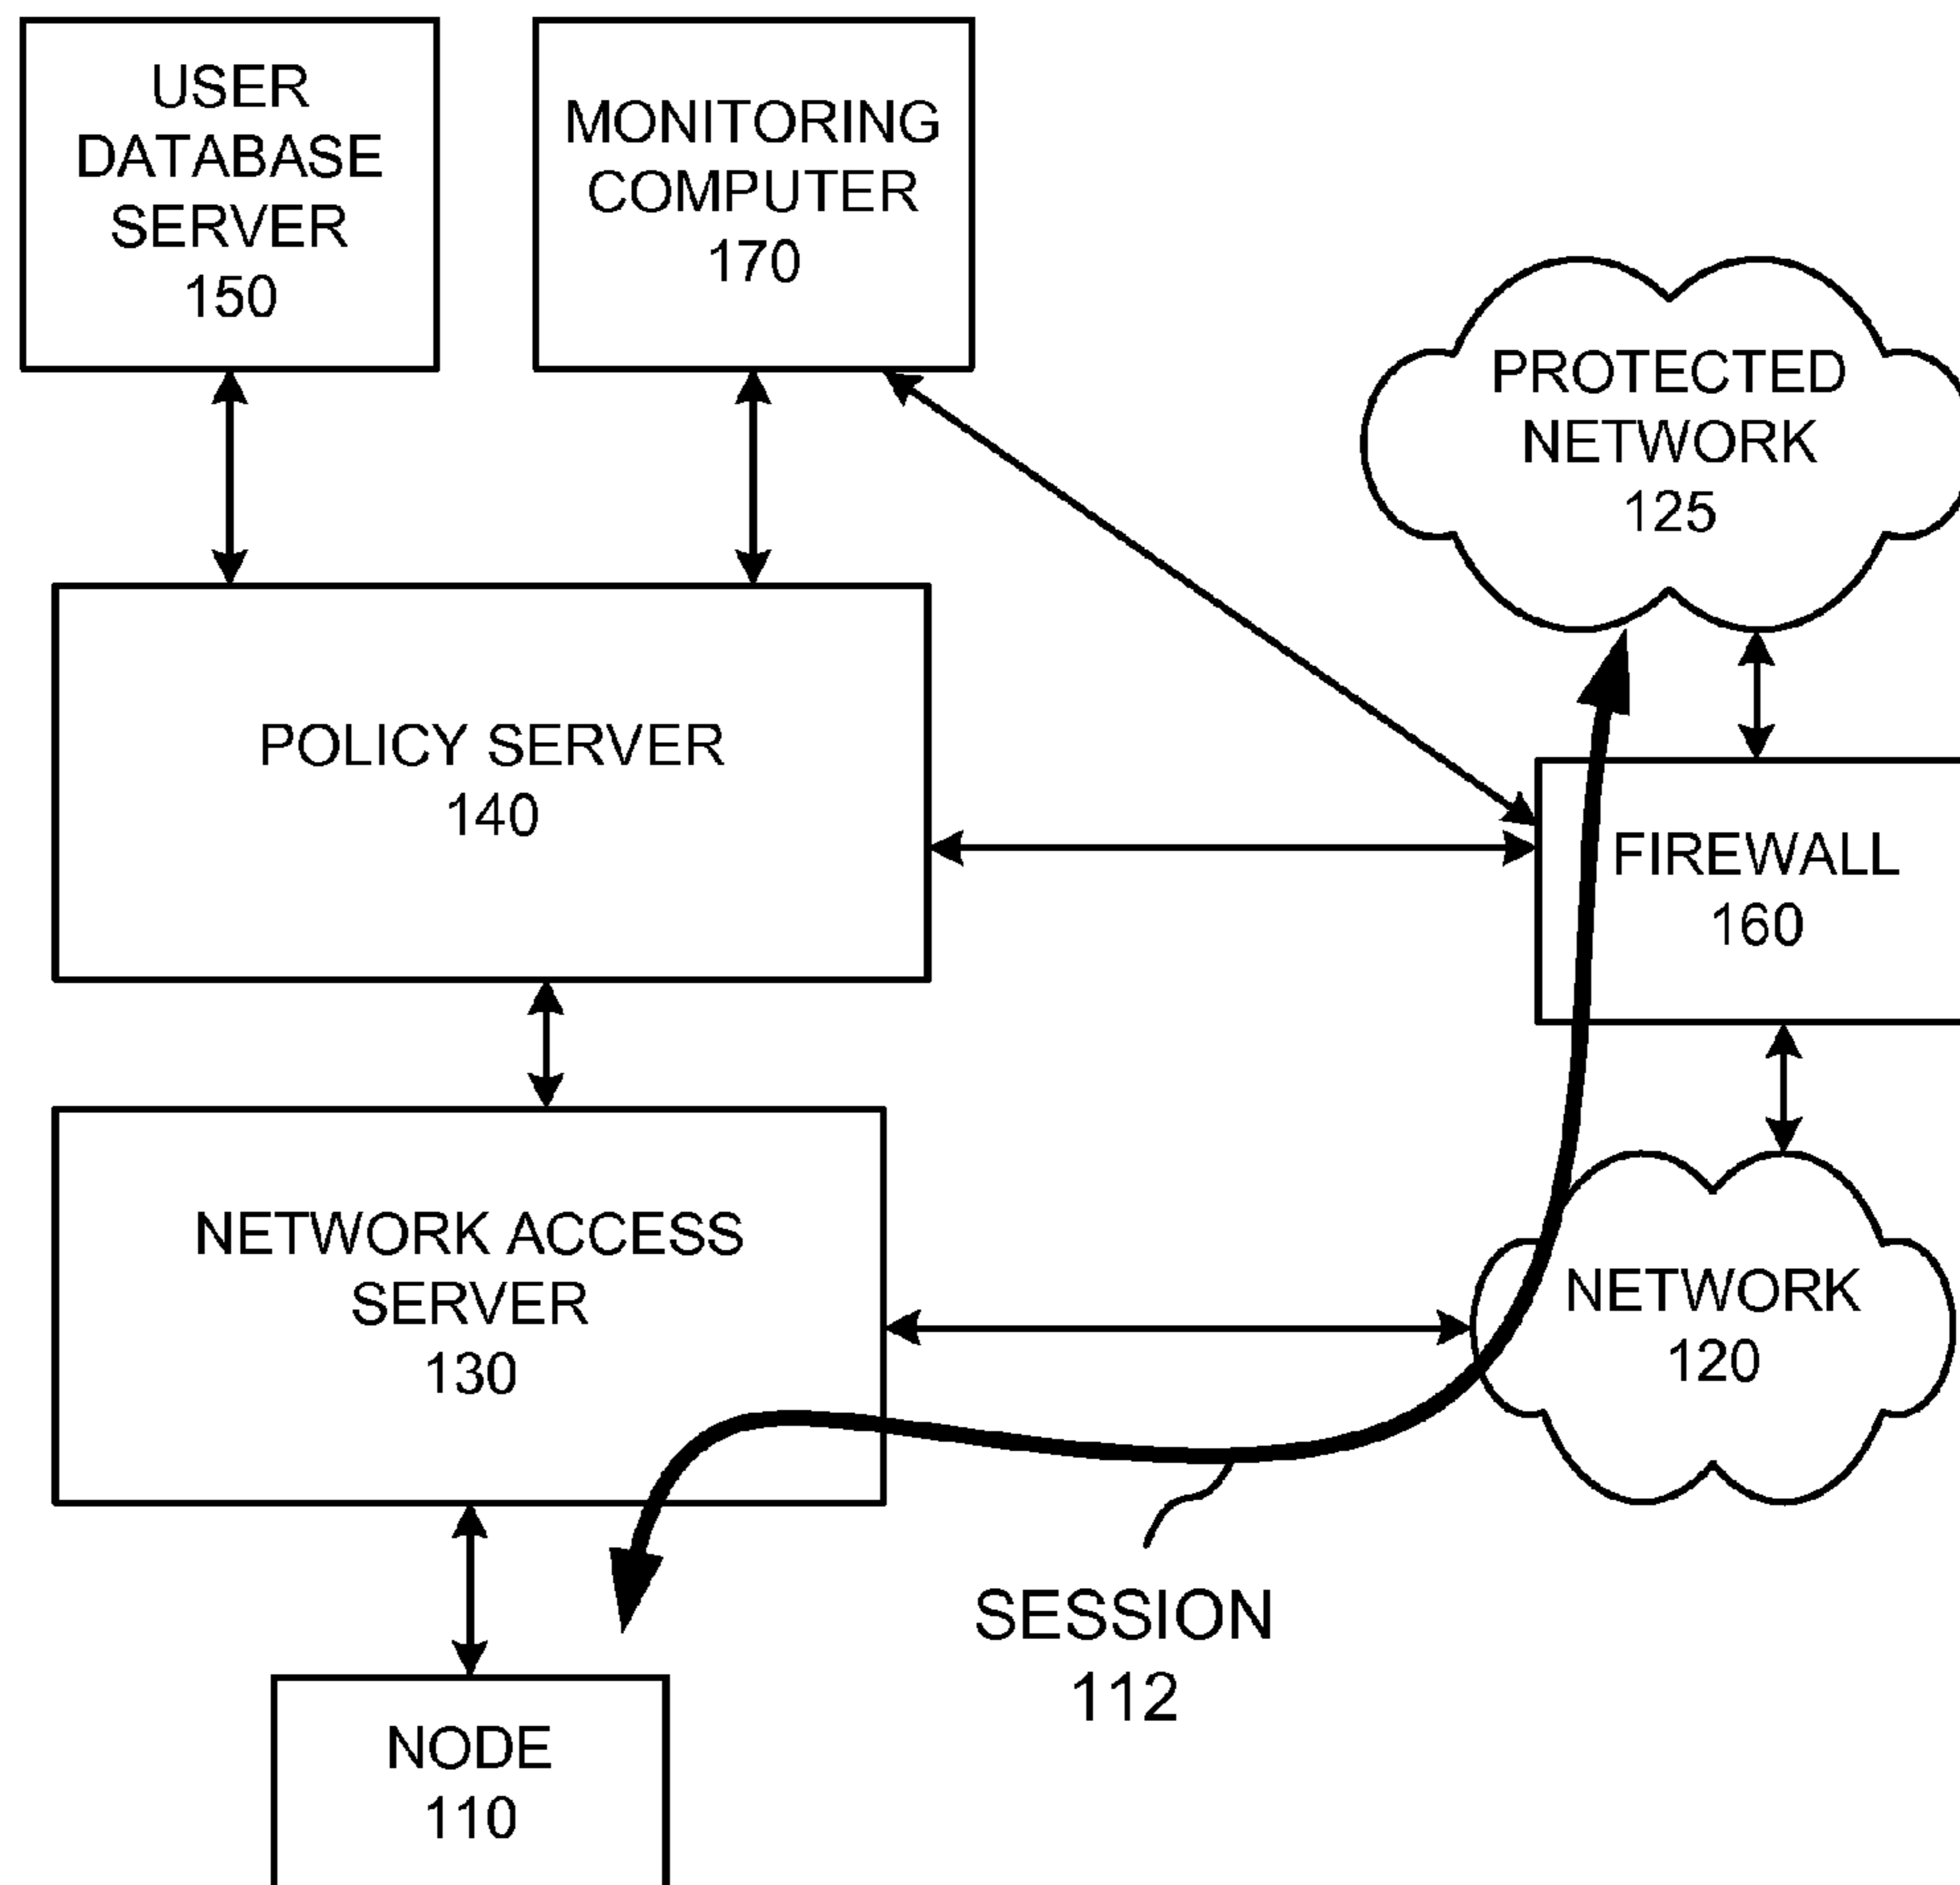 USER
DATABASE
SERVER
150
MONITORING
COMPUTER
170
PROTECTED
NETWORK
125
POLICY SERVER
140
FIREWALL
160
NETWORK ACCESS
SERVER
130
NETWORK
120
SESSION
112
NODE
110